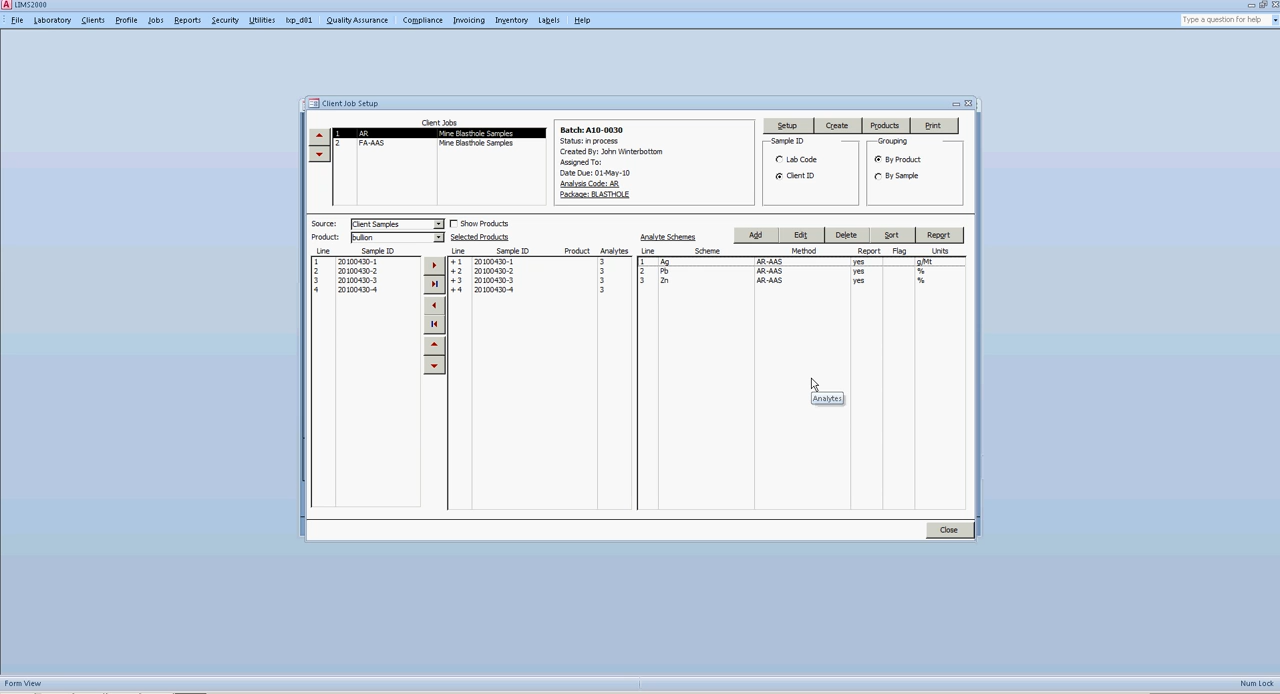 LIMS2000
File Laboratory Clients Profile Jobs Reports Security Utilities lxp_d01 Quality Assurance Compliance Invoicing Inventory Labels Help
Type a question for help
Client Job Setup
Client Jobs
1 AR Mine Blasthole Samples
2 FA-AAS Mine Blasthole Samples
Batch: A10-0030
Status: in process
Created By: John Winterbottom
Assigned To:
Date Due: 01-May-10
Analysis Code: AR
Package: BLASTHOLE
Setup Create Products Print
Sample ID
Lab Code
Client ID
Grouping
By Product
By Sample
Source: Client Samples
Show Products
Product: bullion
Selected Products
Analyte Schemes
Add Edit Delete Sort Report
Line Sample ID
1 20100430-1
2 20100430-2
3 20100430-3
4 20100430-4
Line Sample ID Product Analytes
+ 1 20100430-1 3
+ 2 20100430-2 3
+ 3 20100430-3 3
+ 4 20100430-4 3
Line Scheme Method Report Flag Units
1 Ag AR-AAS yes g/Mt
2 Pb AR-AAS yes %
3 Zn AR-AAS yes %
Analytes
Close
Form View
Num Lock